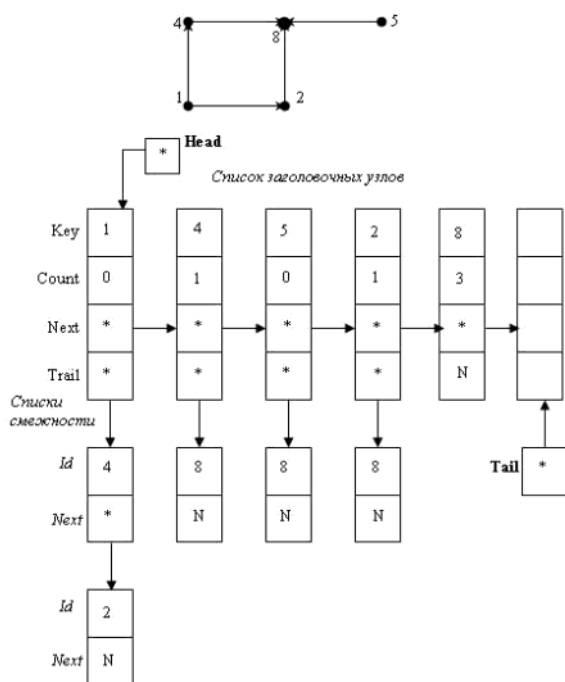 4 5
8
1 2
* Head
Список заголовочных узлов
Key 1 4 5 2 8
Count 0 1 0 1 3
Next * * * * *
Trail * * * * N
Списки
смежности
Id 4 8 8 8 Tail *
Next * N N N
Id 2
Next N